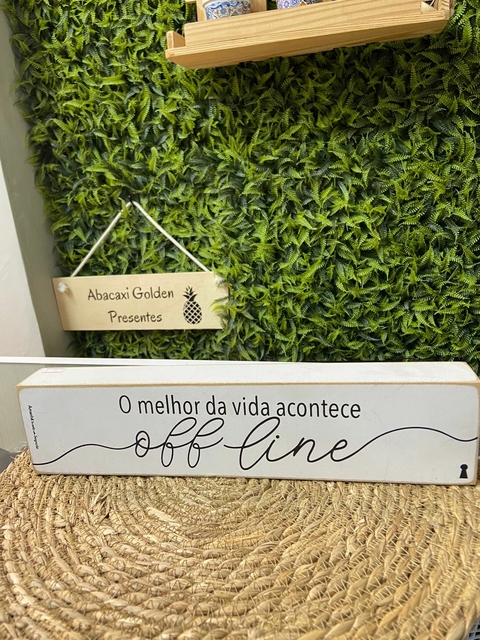 Abacaxi Golden
Presentes
O melhor da vida acontece
off-line